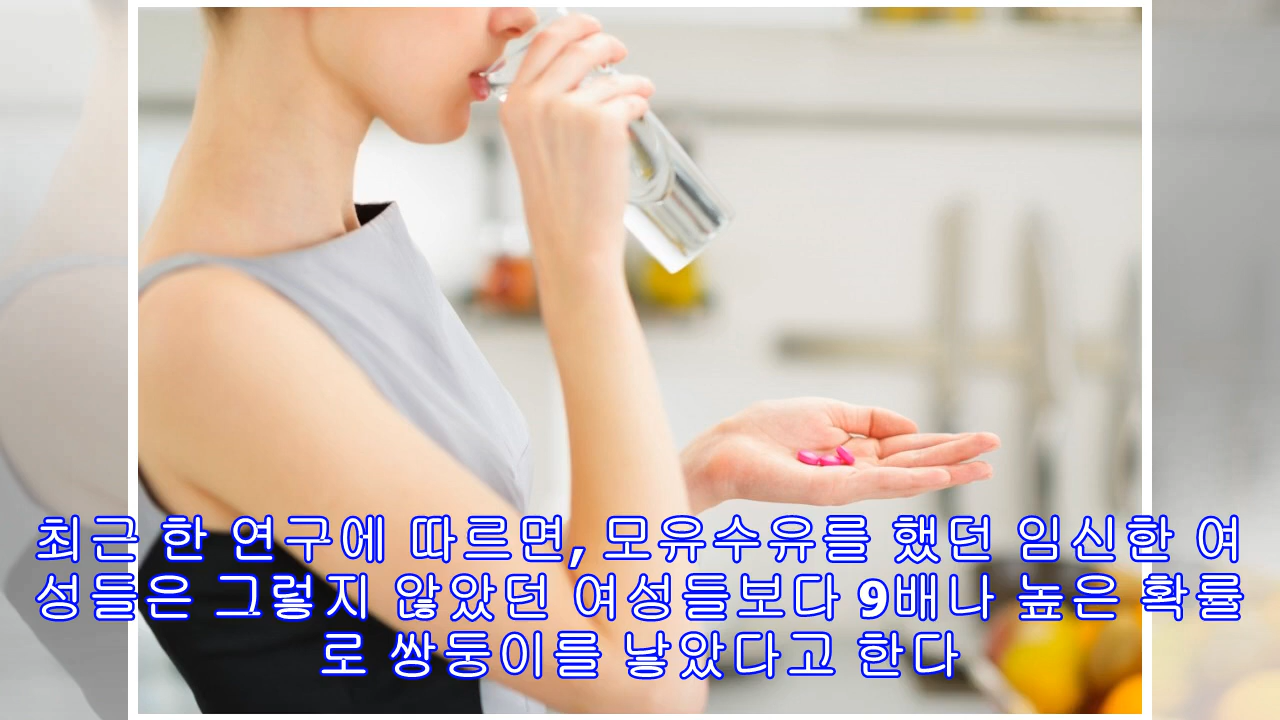 최근 한 연구에 따르면, 모유수유를 했던 임신한 여
성들은 그렇지 않았던 여성들보다 9배나 높은 확률
로 쌍둥이를 낳았다고 한다